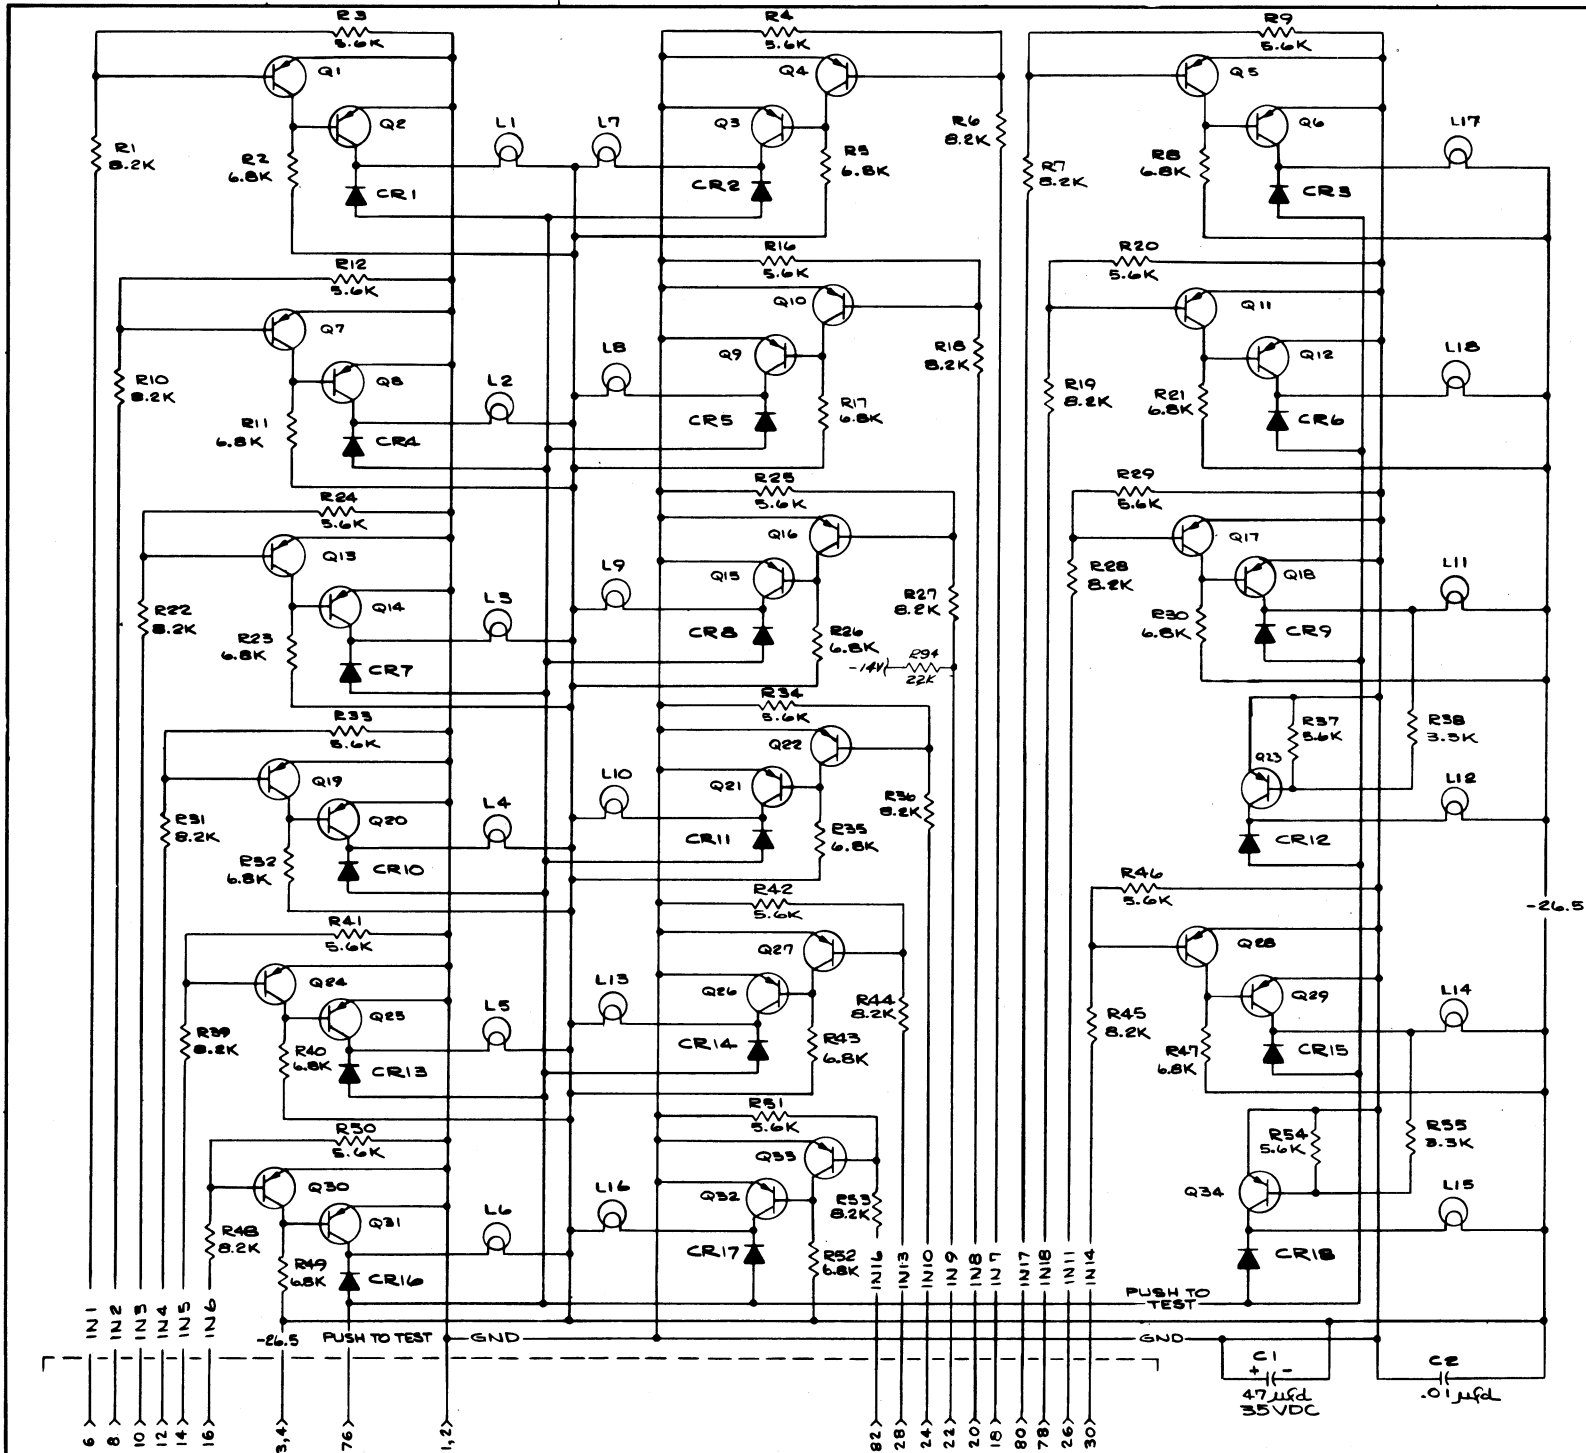 R3
5.6K
R4
5.6K
R9
5.6K
Q1
Q4
Q5
Q2
L1
L7
Q3
R6
8.2K
Q6
L17
R1
8.2K
R2
6.8K
CR1
CR2
R5
6.8K
R7
8.2K
R8
6.8K
CR3
R12
5.6K
R16
5.6K
R20
5.6K
Q7
Q10
Q11
Q8
L2
L8
Q9
R18
8.2K
Q12
L18
R10
8.2K
R11
6.8K
CR4
CR5
R17
6.8K
R19
8.2K
R21
6.8K
CR6
R24
5.6K
R25
5.6K
R29
5.6K
Q13
Q16
Q17
Q14
L3
L9
Q15
R27
8.2K
R28
8.2K
Q18
L11
R22
8.2K
R23
6.8K
CR7
CR8
R26
6.8K
R30
6.8K
CR9
-14V
R94
22K
R33
5.6K
R34
5.6K
R37
5.6K
R38
3.3K
Q19
Q22
Q23
Q20
L4
L10
Q21
R36
8.2K
L12
R31
8.2K
R32
6.8K
CR10
CR11
R35
6.8K
CR12
R41
5.6K
R42
5.6K
R46
5.6K
-26.5
Q24
Q27
Q28
Q25
L5
L13
Q26
R44
8.2K
Q29
L14
R39
8.2K
R40
6.8K
CR13
CR14
R43
6.8K
R45
8.2K
R47
6.8K
CR15
R50
5.6K
R51
5.6K
R54
5.6K
R55
3.3K
Q30
Q33
Q34
Q31
L6
L16
Q32
R53
8.2K
L15
R48
8.2K
R49
6.8K
CR16
CR17
R52
6.8K
CR18
IN1
IN2
IN3
IN4
IN5
IN6
IN16
IN13
IN10
IN9
IN8
IN7
IN17
IN18
IN11
IN14
PUSH TO
TEST
-26.5
PUSH TO TEST
GND
GND
C1
+ -
47 µfd
35VDC
C2
.01 µfd
6
8
10
12
14
16
3,4
76
1,2
82
28
24
22
20
18
80
78
26
30